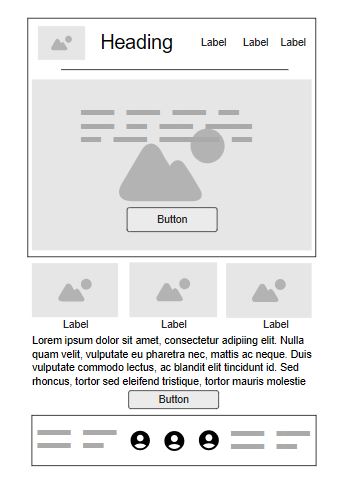 Heading
Label Label Label
Button
Label Label Label
Lorem ipsum dolor sit amet, consectetur adipiing elit. Nulla
quam velit, vulputate eu pharetra nec, mattis ac neque. Duis
vulputate commodo lectus, ac blandit elit tincidunt id. Sed
rhoncus, tortor sed eleifend tristique, tortor mauris molestie
Button